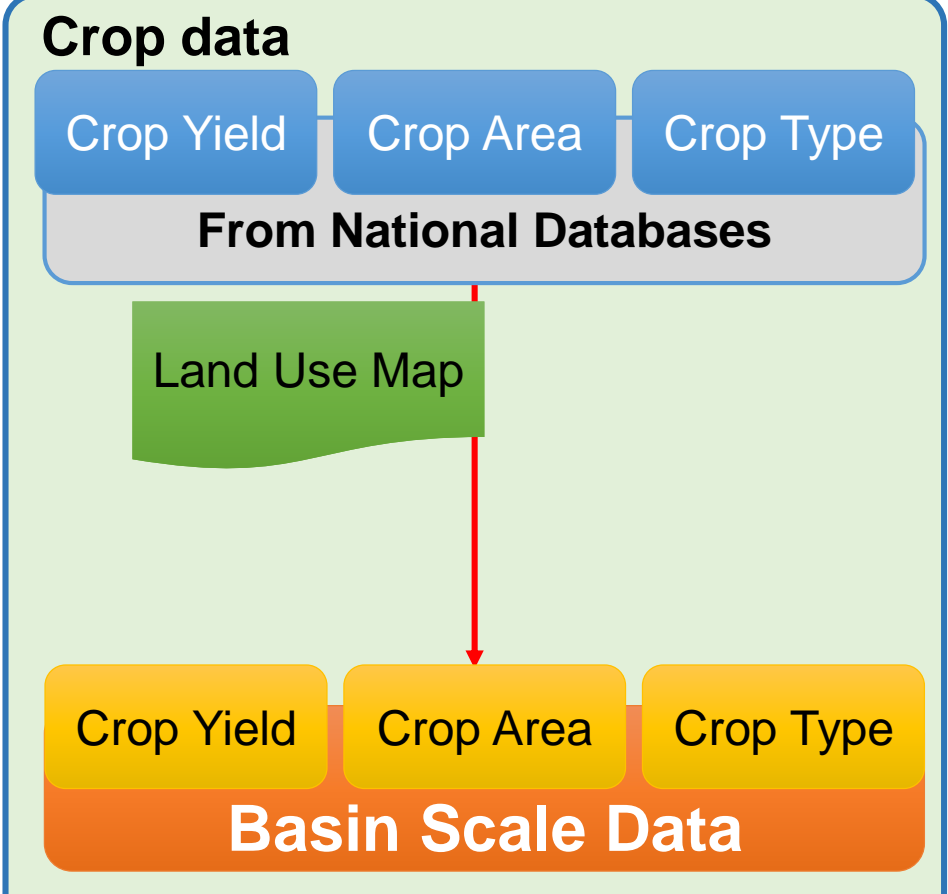 Crop data
Crop Yield
Crop Area
Crop Type
From National Databases
Land Use Map
Crop Yield
Crop Area
Crop Type
Basin Scale Data